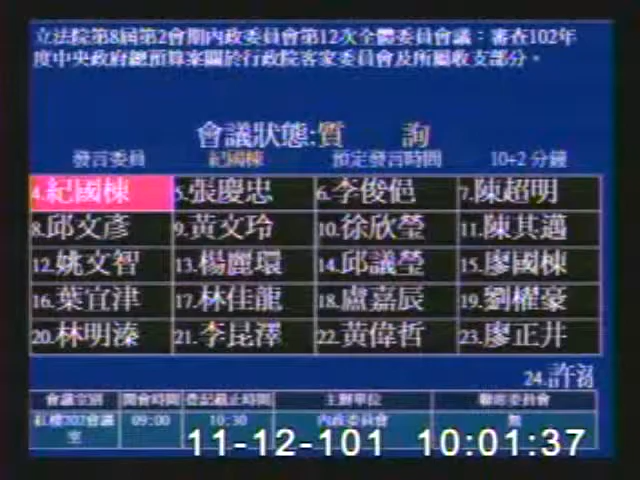 立法院第8屆第2會期內政委員會第12次全體委員會議：審查102年
度中央政府總預算案關於行政院客家委員會及所屬收支部分。
會議狀態:質 詢
發言委員 紀國棟 預定發言時間 10+2 分鐘
4.紀國棟 5.張慶忠 6.李俊俋 7.陳超明
8.邱文彥 9.黃文玲 10.徐欣瑩 11.陳其邁
12.姚文智 13.楊麗環 14.邱議瑩 15.廖國棟
16.葉宜津 17.林佳龍 18.盧嘉辰 19.劉櫂豪
20.林明溱 21.李昆澤 22.黃偉哲 23.廖正井
24.許
會議室別 開會時間 登記截止時間 主辦單位 聯席委員會
紅樓202會議 09:00 10:30 內政委員會 無
室
11-12-101 10:01:37